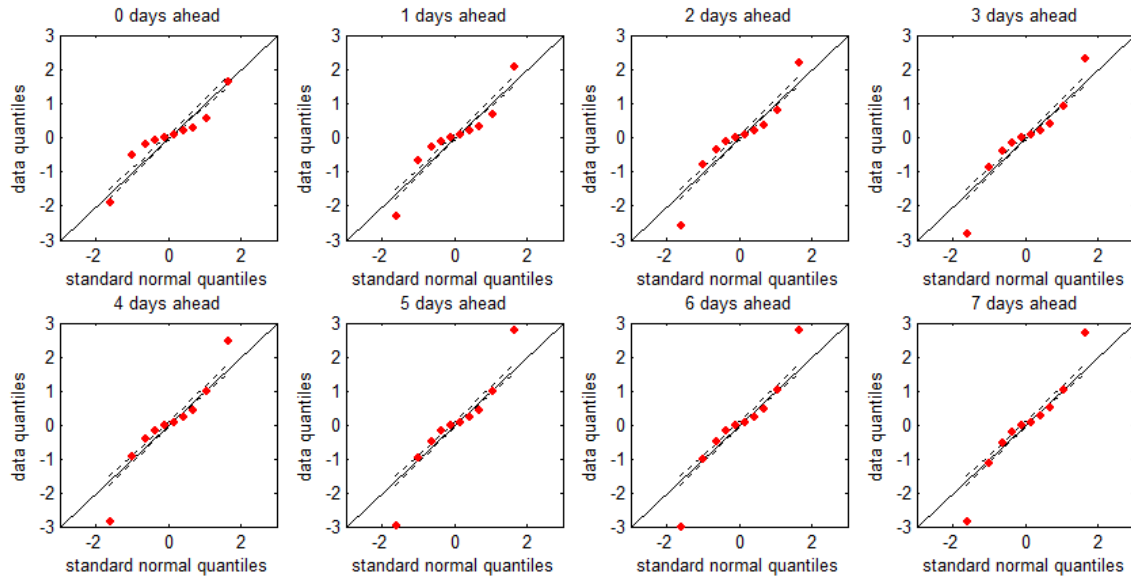 0 days ahead 1 days ahead 2 days ahead 3 days ahead
3 3 3 3
2 2 2 2
1 1 1 1
0 0 0 0
-1 -1 -1 -1
-2 -2 -2 -2
-3 -3 -3 -3
data quantiles data quantiles data quantiles data quantiles
-2 0 2 -2 0 2 -2 0 2 -2 0 2
standard normal quantiles standard normal quantiles standard normal quantiles standard normal quantiles
4 days ahead 5 days ahead 6 days ahead 7 days ahead
3 3 3 3
2 2 2 2
1 1 1 1
0 0 0 0
-1 -1 -1 -1
-2 -2 -2 -2
-3 -3 -3 -3
data quantiles data quantiles data quantiles data quantiles
-2 0 2 -2 0 2 -2 0 2 -2 0 2
standard normal quantiles standard normal quantiles standard normal quantiles standard normal quantiles